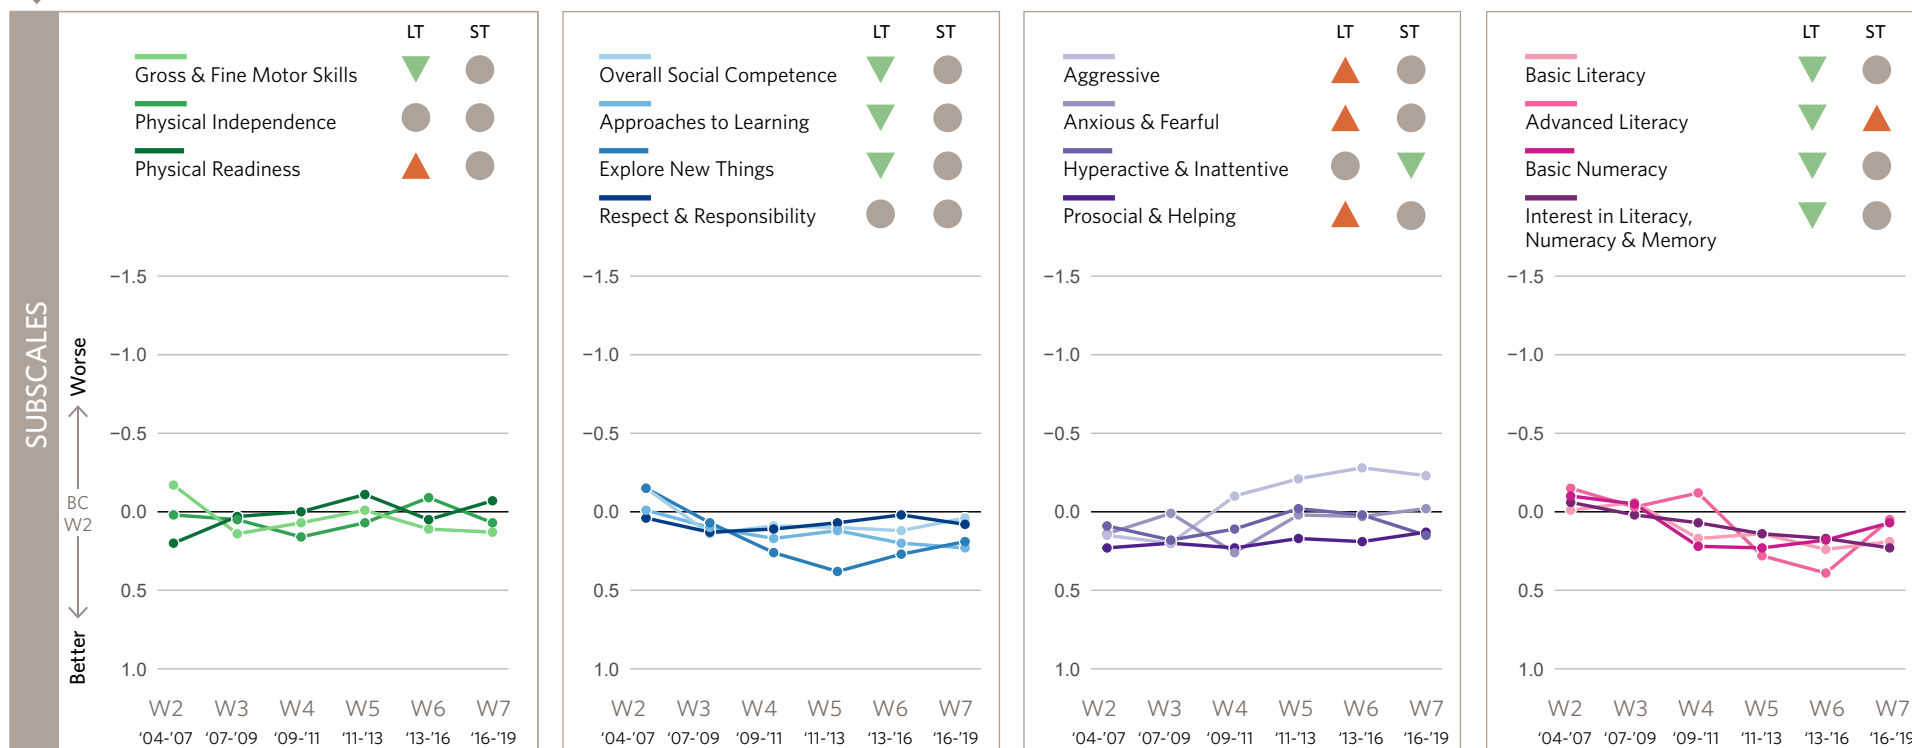 SUBSCALES
Worse
BC
W2
Better
LT ST
Gross & Fine Motor Skills
Physical Independence
Physical Readiness
−1.5
−1.0
−0.5
0.0
0.5
1.0
W2 W3 W4 W5 W6 W7
‘04-’07 ‘07-’09 ‘09-’11 ‘11-’13 ‘13-’16 ‘16-’19
LT ST
Overall Social Competence
Approaches to Learning
Explore New Things
Respect & Responsibility
−1.5
−1.0
−0.5
0.0
0.5
1.0
W2 W3 W4 W5 W6 W7
‘04-’07 ‘07-’09 ‘09-’11 ‘11-’13 ‘13-’16 ‘16-’19
LT ST
Aggressive
Anxious & Fearful
Hyperactive & Inattentive
Prosocial & Helping
−1.5
−1.0
−0.5
0.0
0.5
1.0
W2 W3 W4 W5 W6 W7
‘04-’07 ‘07-’09 ‘09-’11 ‘11-’13 ‘13-’16 ‘16-’19
LT ST
Basic Literacy
Advanced Literacy
Basic Numeracy
Interest in Literacy,
Numeracy & Memory
−1.5
−1.0
−0.5
0.0
0.5
1.0
W2 W3 W4 W5 W6 W7
‘04-’07 ‘07-’09 ‘09-’11 ‘11-’13 ‘13-’16 ‘16-’19